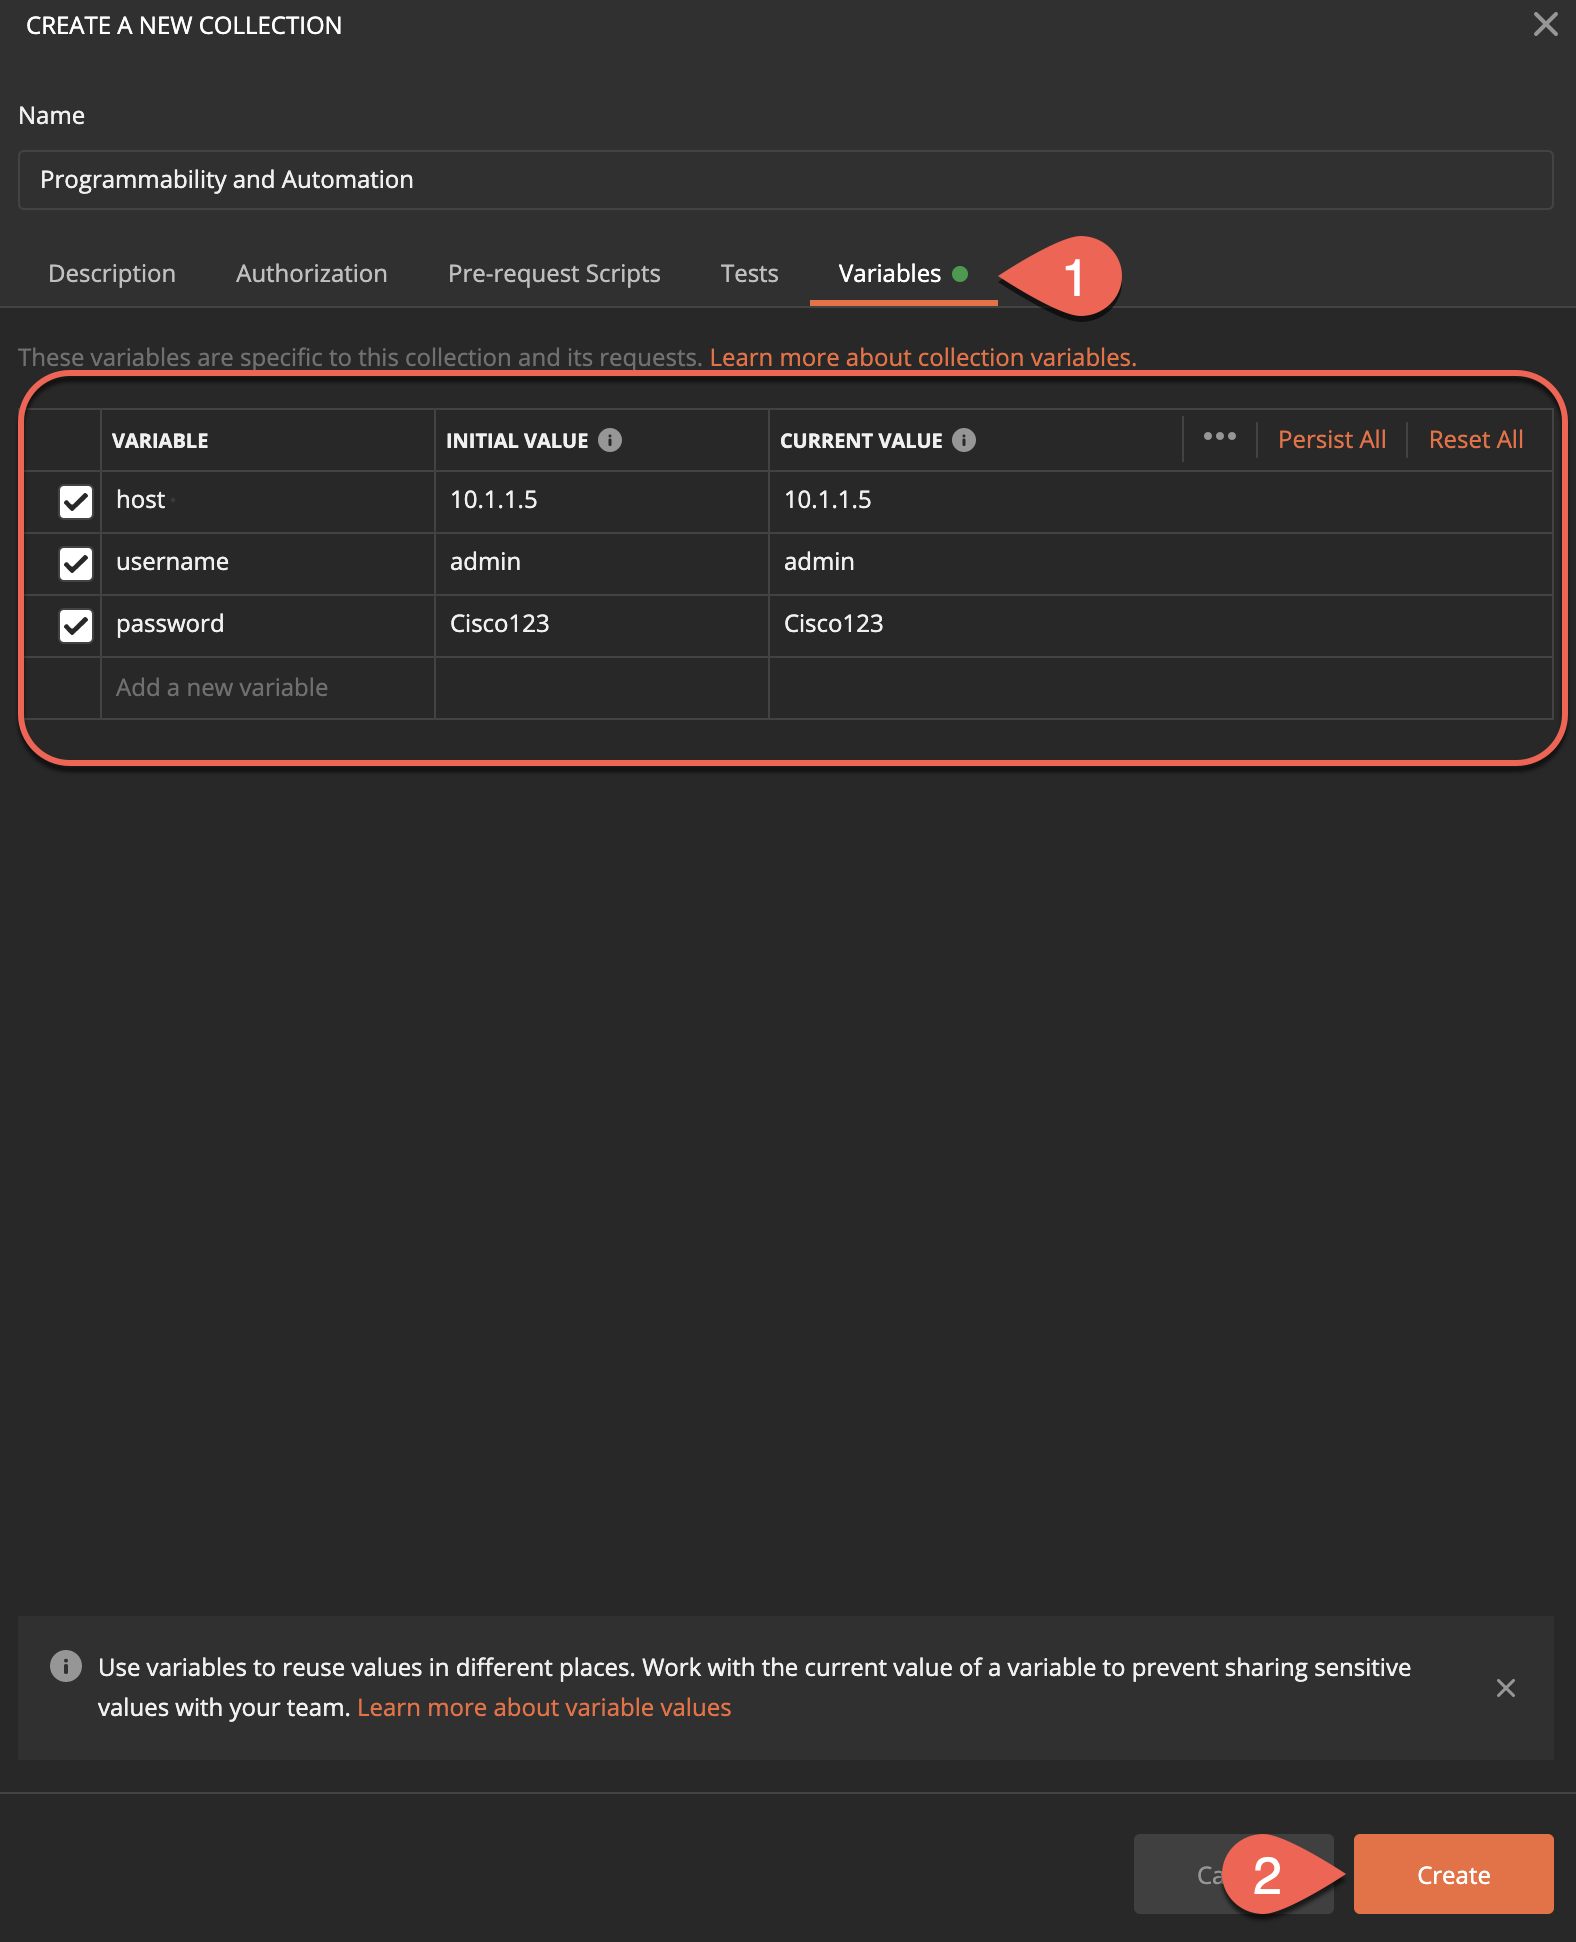 CREATE A NEW COLLECTION
Name
Programmability and Automation
Description Authorization Pre-request Scripts Tests Variables 1
These variables are specific to this collection and its requests. Learn more about collection variables.
VARIABLE INITIAL VALUE CURRENT VALUE ••• Persist All Reset All
host 10.1.1.5 10.1.1.5
username admin admin
password Cisco123 Cisco123
Add a new variable
Use variables to reuse values in different places. Work with the current value of a variable to prevent sharing sensitive
values with your team. Learn more about variable values
2 Create